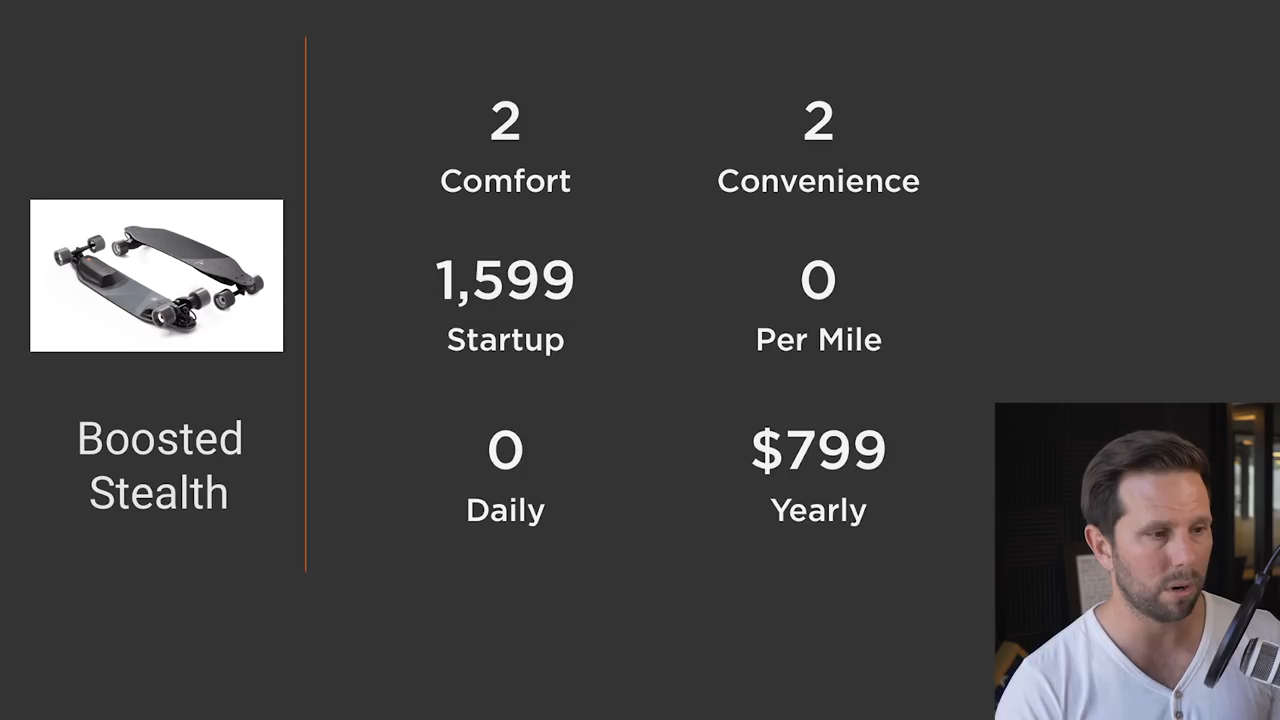 2
2
Comfort
Convenience
1,599
0
Startup
Per Mile
Boosted
Stealth
0
$799
Daily
Yearly